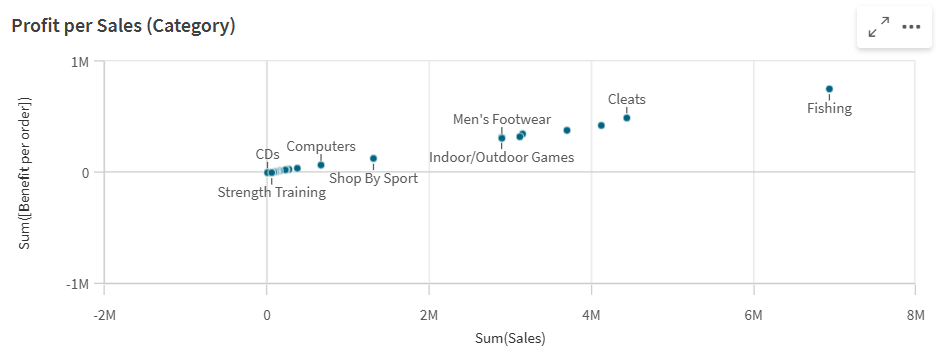 Profit per Sales (Category)
1M
0
-1M
Sum([Benefit per order])
Cleats
Fishing
Men's Footwear
Indoor/Outdoor Games
CDs
Computers
Shop By Sport
Strength Training
-2M
0
2M
4M
6M
8M
Sum(Sales)